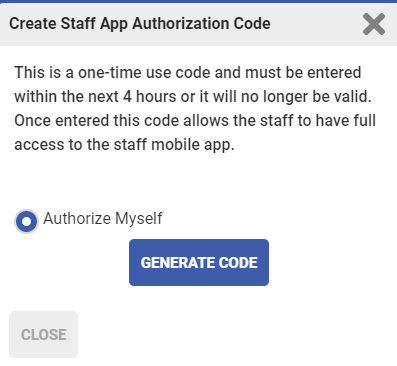 Create Staff App Authorization Code
This is a one-time use code and must be entered
within the next 4 hours or it will no longer be valid.
Once entered this code allows the staff to have full
access to the staff mobile app.
Authorize Myself
GENERATE CODE
CLOSE